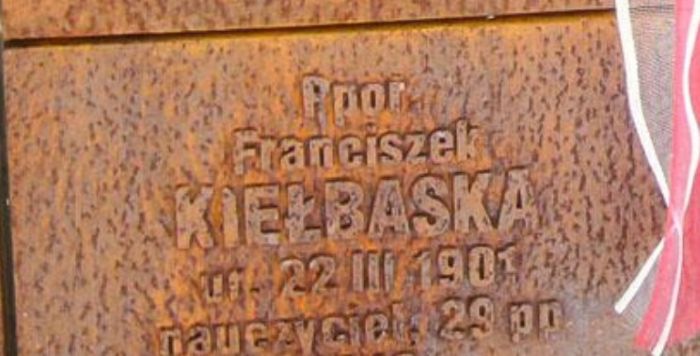 Ppor.
Franciszek
KIEŁBASKA
ur. 22 III 1901
nauczyciel, 29 pp